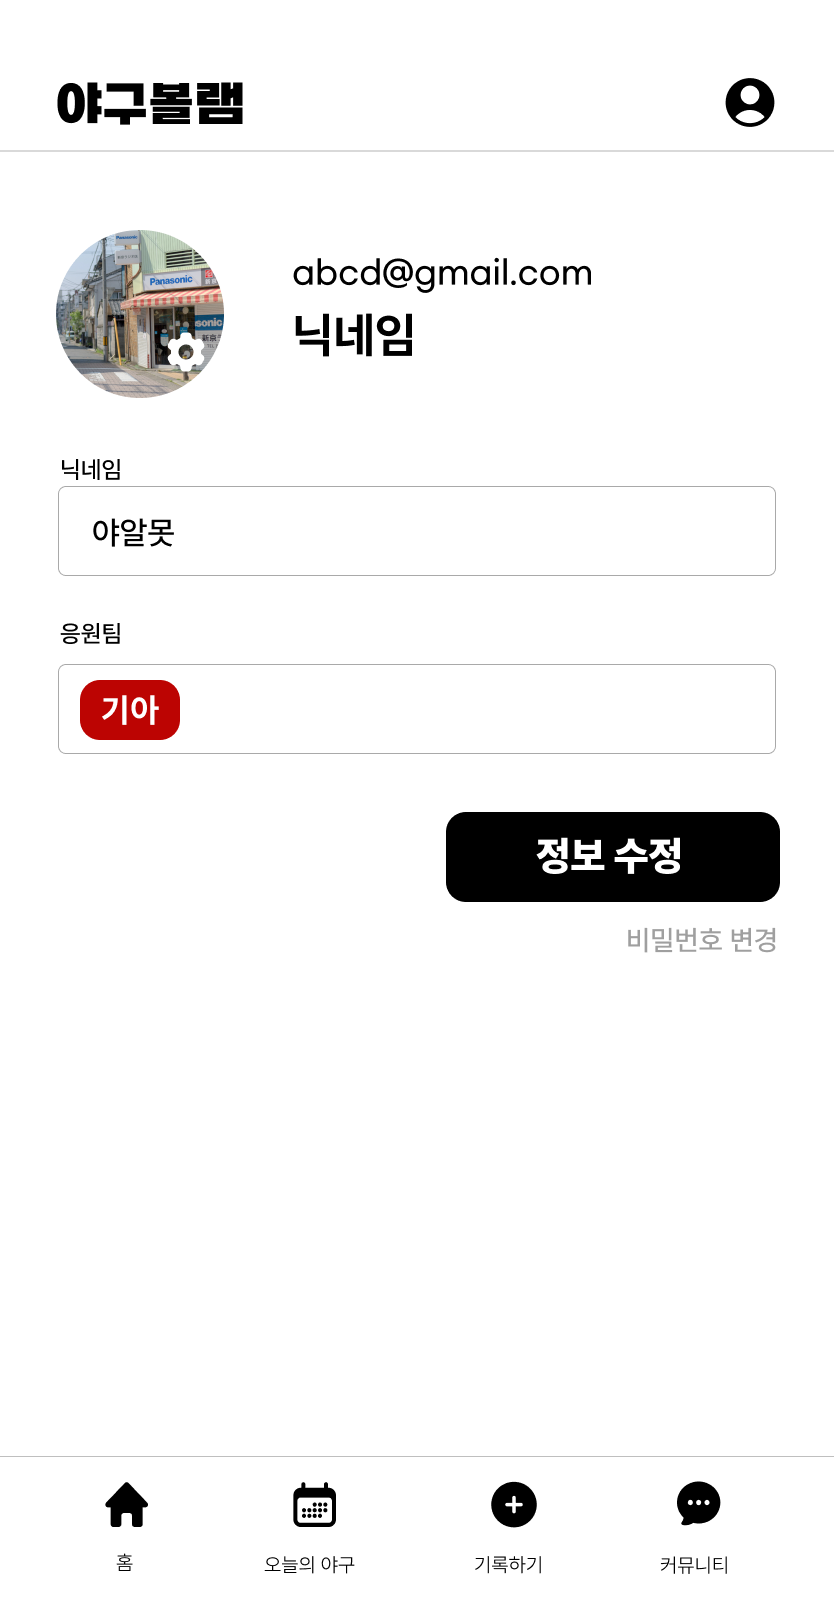 야구볼램
Panasonic
Panasonic
sonic
abcd@gmail.com
닉네임
닉네임
야알못
응원팀
기아
정보 수정
비밀번호 변경
홈
오늘의 야구
기록하기
커뮤니티